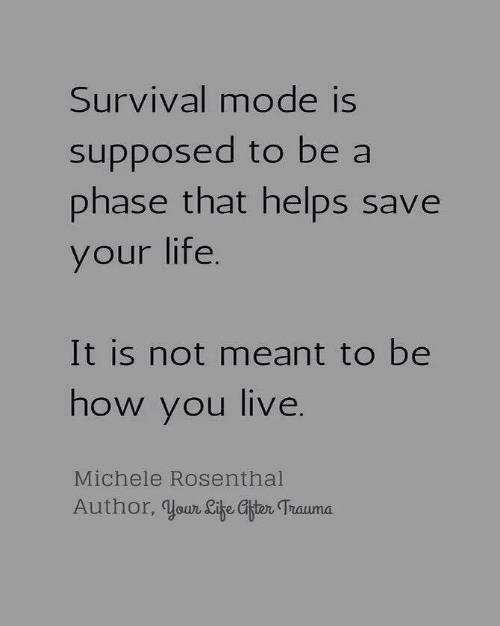 Survival mode is
supposed to be a
phase that helps save
your life.
It is not meant to be
how you live.
Michele Rosenthal
Author, Your Life After Trauma